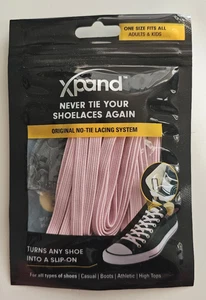 ONE SIZE FITS ALL
ADULTS & KIDS
xpand
NEVER TIE YOUR
SHOELACES AGAIN
ORIGINAL NO-TIE LACING SYSTEM
TURNS ANY SHOE
INTO A SLIP-ON
For all types of shoes | Casual | Boots | Athletic | High Tops